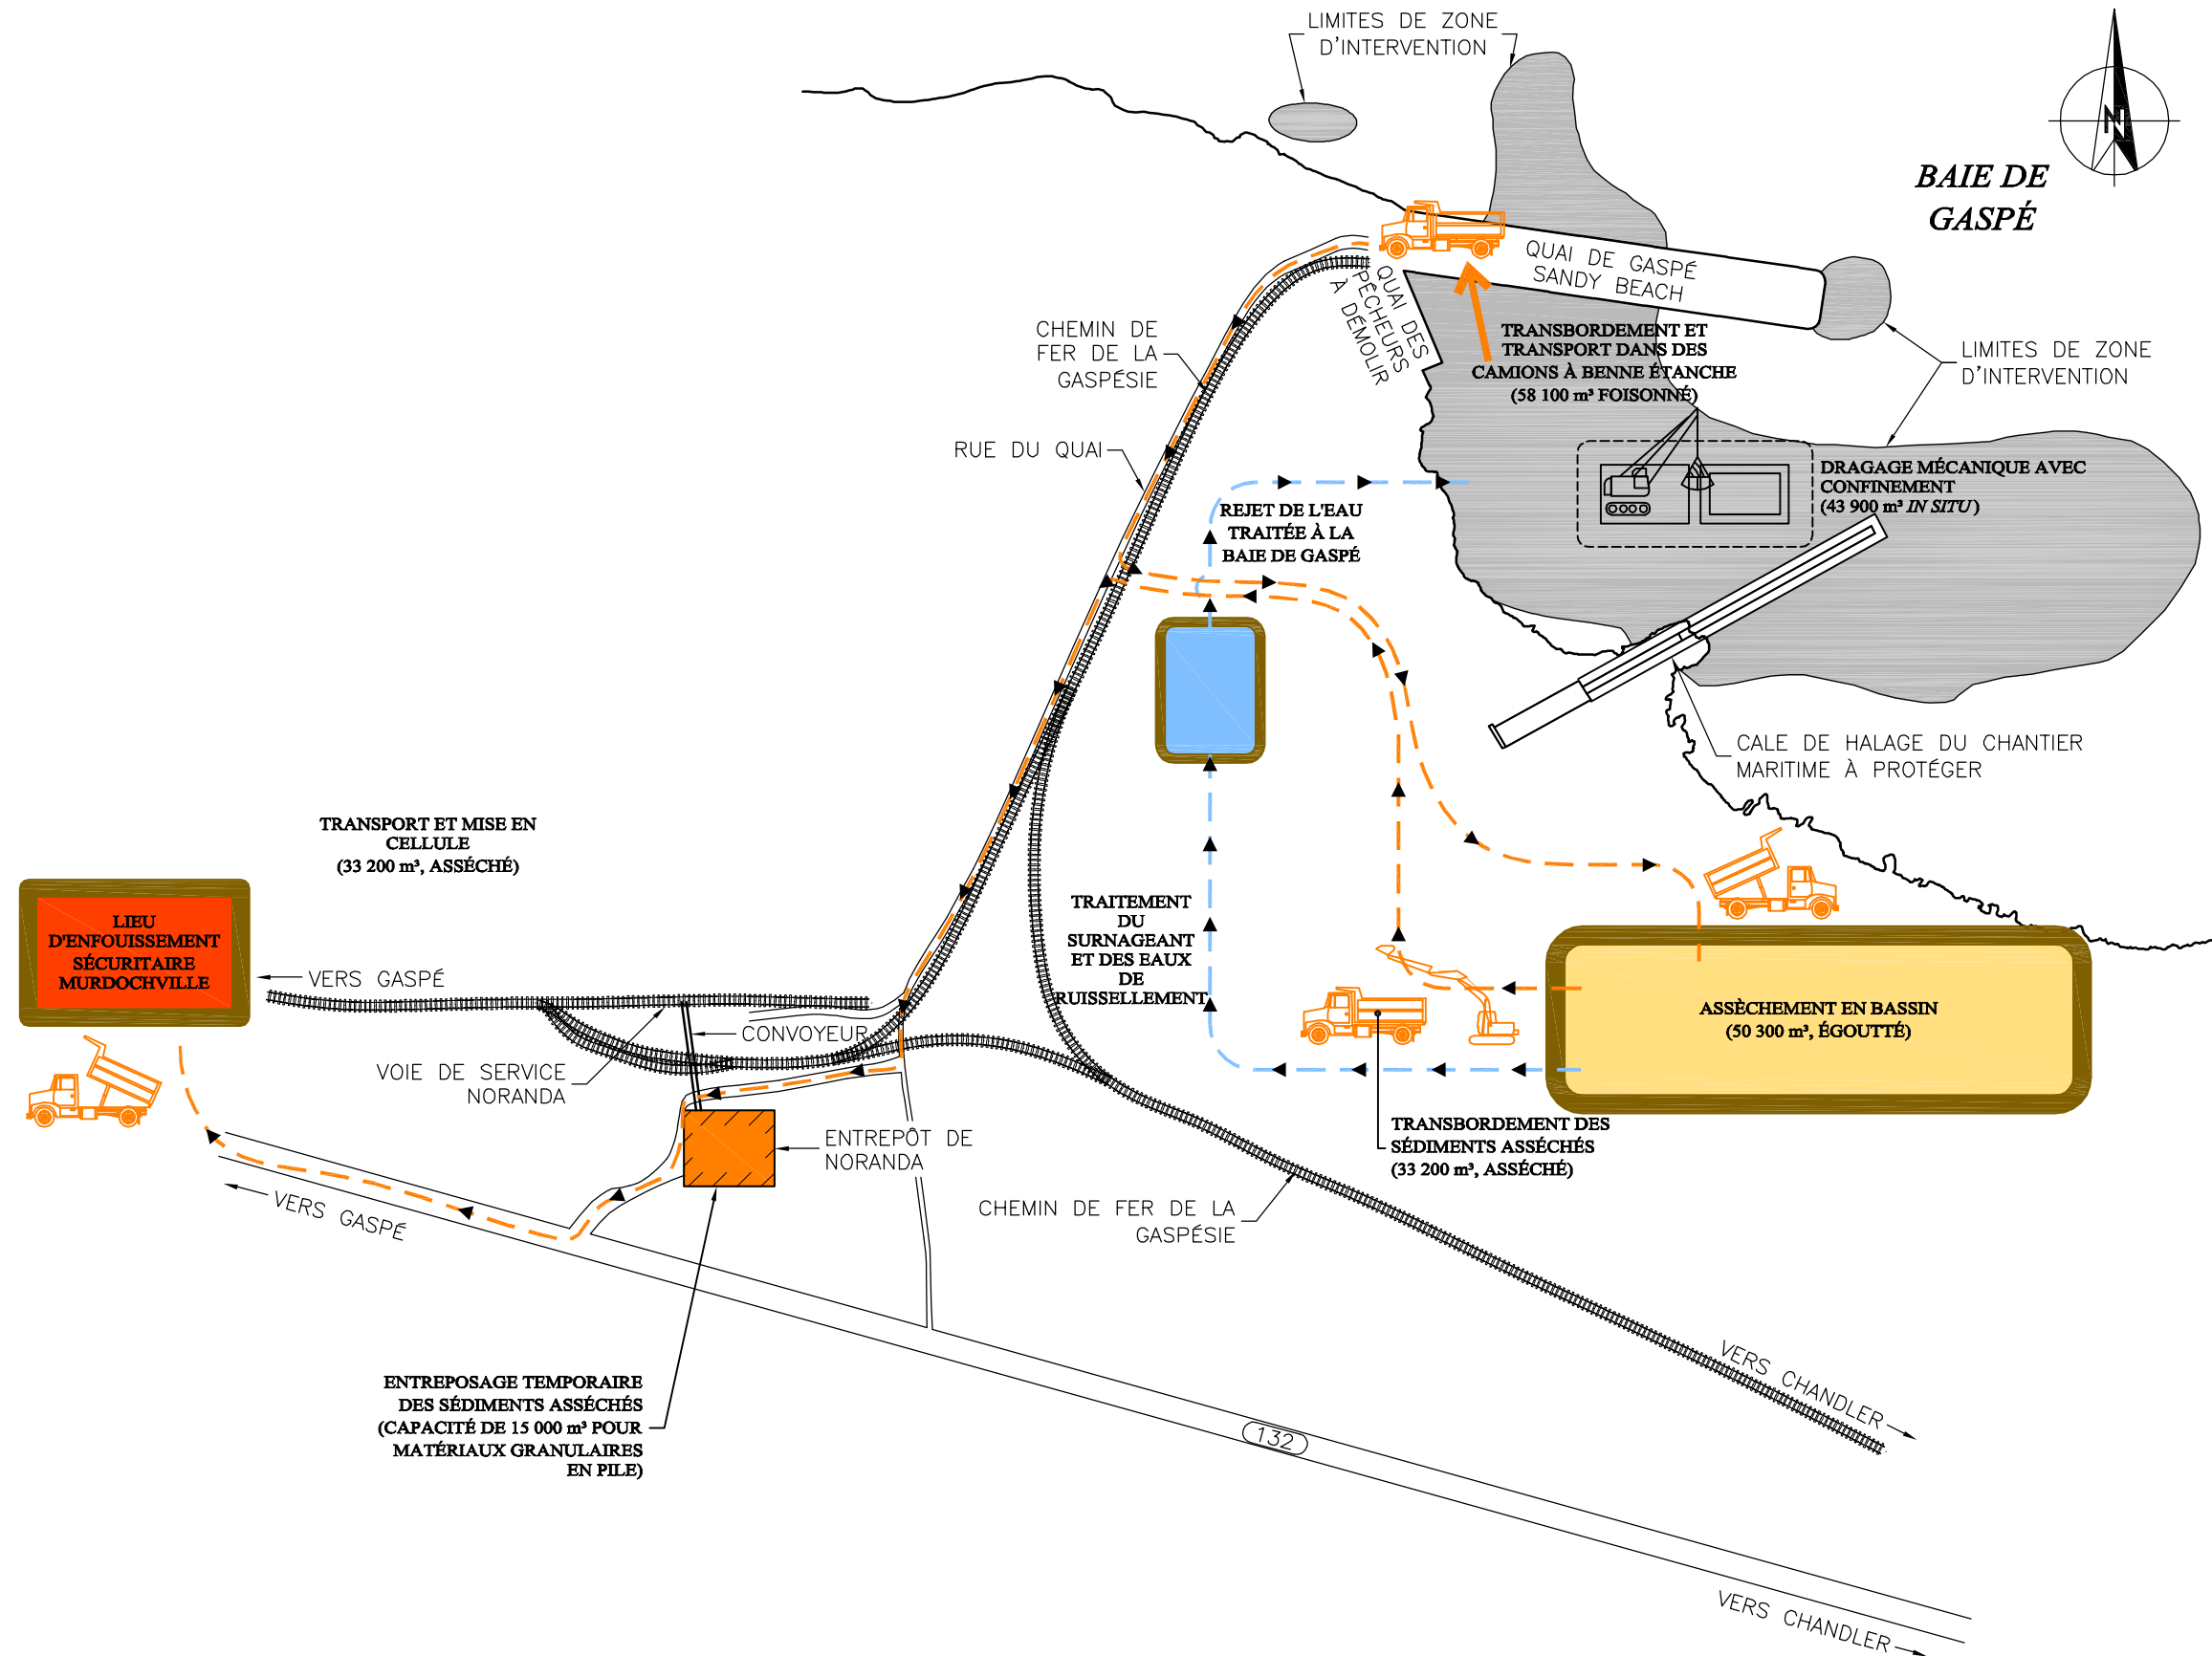 LIMITES DE ZONE
D'INTERVENTION
N
BAIE DE
GASPÉ
QUAI DE GASPÉ
SANDY BEACH
QUAI DES
PÊCHEURS
À DÉMOLIR
CHEMIN DE
FER DE LA
GASPÉSIE
TRANSBORDEMENT ET
TRANSPORT DANS DES
CAMIONS À BENNE ÉTANCHE
(58 100 m³ FOISONNÉ)
LIMITES DE ZONE
D'INTERVENTION
RUE DU QUAI
DRAGAGE MÉCANIQUE AVEC
CONFINEMENT
(43 900 m³ IN SITU)
REJET DE L'EAU
TRAITÉE À LA
BAIE DE GASPÉ
CALE DE HALAGE DU CHANTIER
MARITIME À PROTÉGER
TRANSPORT ET MISE EN
CELLULE
(33 200 m³, ASSÉCHÉ)
LIEU
D'ENFOUISSEMENT
SÉCURITAIRE
MURDOCHVILLE
VERS GASPÉ
TRAITEMENT
DU
SURNAGEANT
ET DES EAUX
DE
RUISSELLEMENT
ASSÈCHEMENT EN BASSIN
(50 300 m³, ÉGOUTTÉ)
CONVOYEUR
VOIE DE SERVICE
NORANDA
TRANSBORDEMENT DES
SÉDIMENTS ASSÉCHÉS
(33 200 m³, ASSÉCHÉ)
ENTREPÔT DE
NORANDA
VERS GASPÉ
CHEMIN DE FER DE LA
GASPÉSIE
ENTREPOSAGE TEMPORAIRE
DES SÉDIMENTS ASSÉCHÉS
(CAPACITÉ DE 15 000 m³ POUR
MATÉRIAUX GRANULAIRES
EN PILE)
VERS CHANDLER
132
VERS CHANDLER